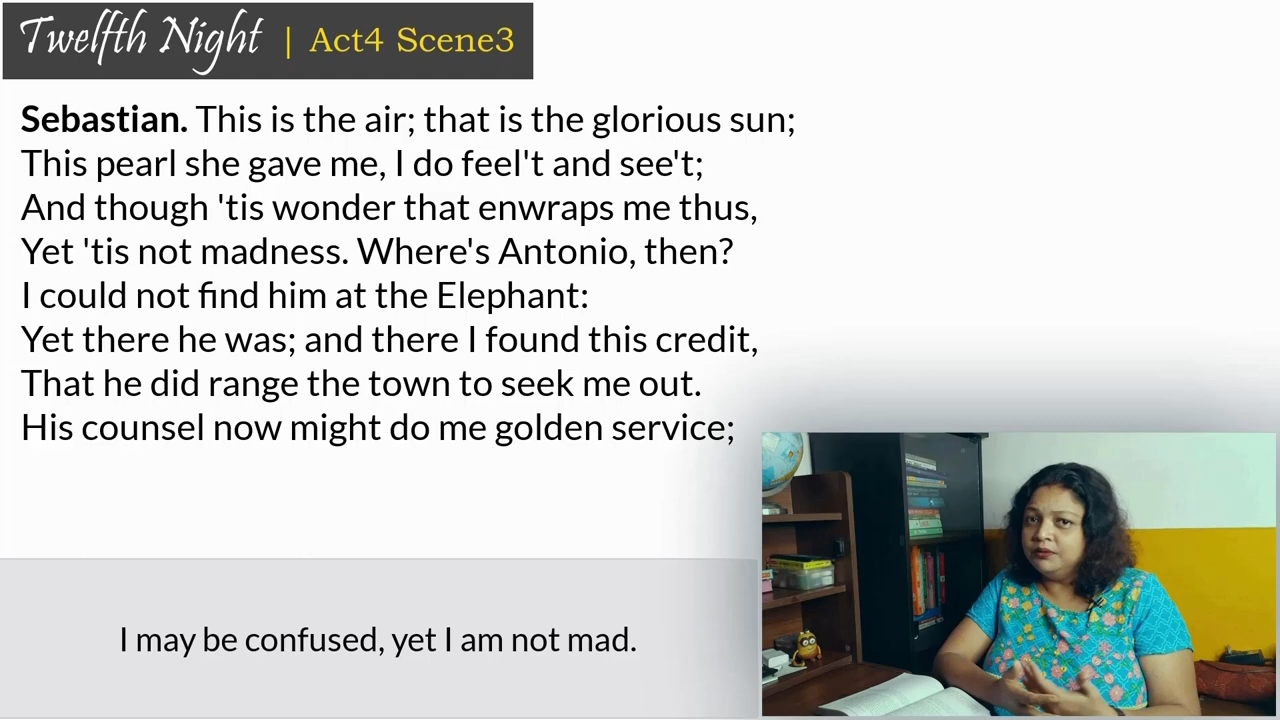 Twelfth Night | Act4 Scene3
Sebastian. This is the air; that is the glorious sun;
This pearl she gave me, I do feel't and see't;
And though 'tis wonder that enwraps me thus,
Yet 'tis not madness. Where's Antonio, then?
I could not find him at the Elephant:
Yet there he was; and there I found this credit,
That he did range the town to seek me out.
His counsel now might do me golden service;
I may be confused, yet I am not mad.